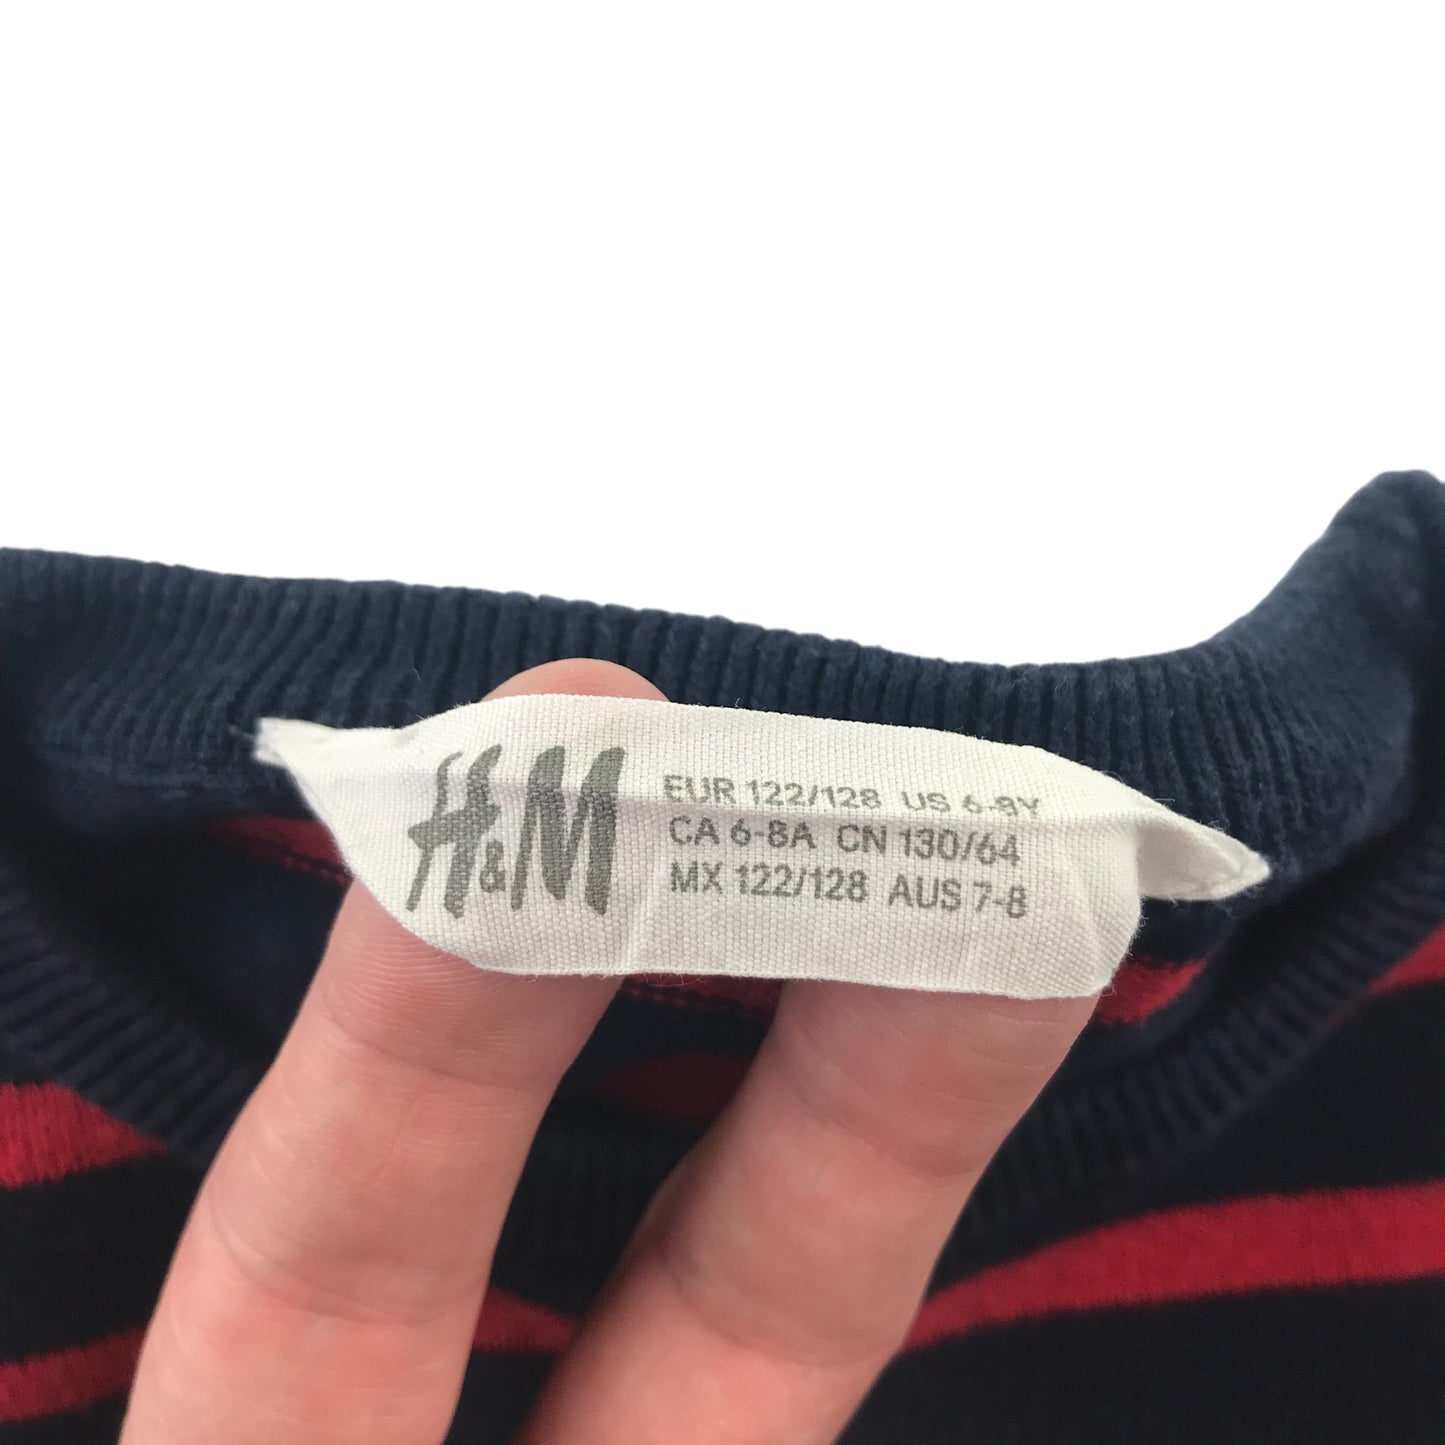 H&M
EUR 122/128 US 6-8Y
CA 6-8A CN 130/64
MX 122/128 AUS 7-8